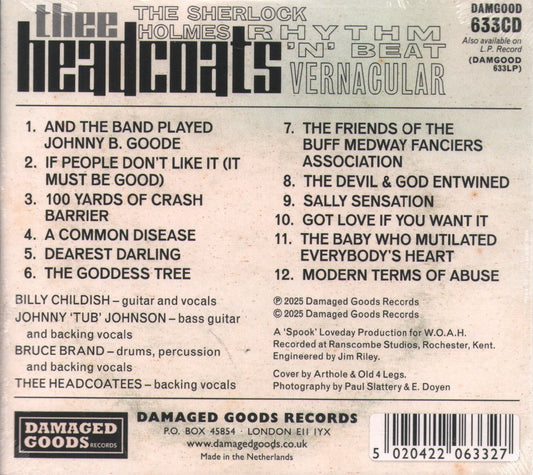 thee
headcoats
THE SHERLOCK
HOLMES RHYTHM
'N' BEAT
VERNACULAR
DAMGOOD
633CD
Also available on
L.P. Record
(DAMGOOD
633LP)
1. AND THE BAND PLAYED
JOHNNY B. GOODE
2. IF PEOPLE DON'T LIKE IT (IT
MUST BE GOOD)
3. 100 YARDS OF CRASH
BARRIER
4. A COMMON DISEASE
5. DEAREST DARLING
6. THE GODDESS TREE
7. THE FRIENDS OF THE
BUFF MEDWAY FANCIERS
ASSOCIATION
8. THE DEVIL & GOD ENTWINED
9. SALLY SENSATION
10. GOT LOVE IF YOU WANT IT
11. THE BABY WHO MUTILATED
EVERYBODY'S HEART
12. MODERN TERMS OF ABUSE
BILLY CHILDISH – guitar and vocals
JOHNNY 'TUB' JOHNSON – bass guitar
and backing vocals
BRUCE BRAND – drums, percussion
and backing vocals
THEE HEADCOATEES – backing vocals
℗ 2025 Damaged Goods Records
© 2025 Damaged Goods Records
A 'Spook' Loveday Production for W.O.A.H.
Recorded at Ranscombe Studios, Rochester, Kent.
Engineered by Jim Riley.
Cover by Arthole & Old 4 Legs.
Photography by Paul Slattery & E. Doyen
DAMAGED
GOODS RECORDS
DAMAGED GOODS RECORDS
P.O. BOX 45854 · LONDON E11 1YX
www.damagedgoods.co.uk
Made in the Netherlands
5 020422 063327